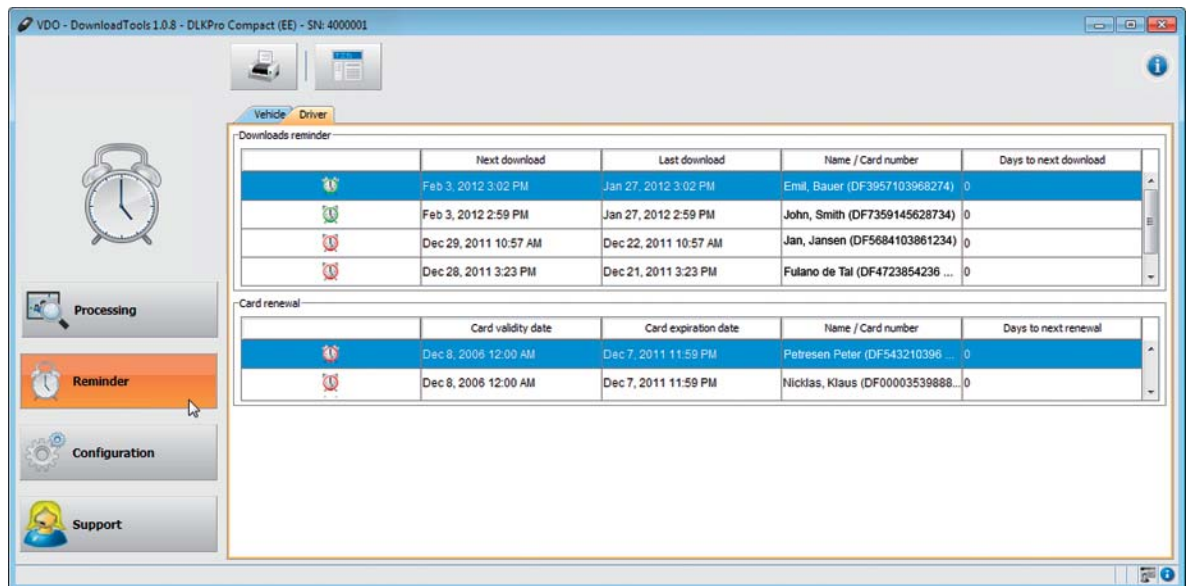 VDO - DownloadTools 1.0.8 - DLKPro Compact (EE) - SN: 4000001
Vehicle Driver
Downloads reminder
Next download Last download Name / Card number Days to next download
Feb 3, 2012 3:02 PM Jan 27, 2012 3:02 PM Emil, Bauer (DF3957103968274) 0
Feb 3, 2012 2:59 PM Jan 27, 2012 2:59 PM John, Smith (DF7359145628734) 0
Dec 29, 2011 10:57 AM Dec 22, 2011 10:57 AM Jan, Jansen (DF5684103861234) 0
Dec 28, 2011 3:23 PM Dec 21, 2011 3:23 PM Fulano de Tal (DF4723854236 ... 0
Card renewal
Card validity date Card expiration date Name / Card number Days to next renewal
Dec 8, 2006 12:00 AM Dec 7, 2011 11:59 PM Petresen Peter (DF543210396 ... 0
Dec 8, 2006 12:00 AM Dec 7, 2011 11:59 PM Nicklas, Klaus (DF00003539888... 0
Processing
Reminder
Configuration
Support